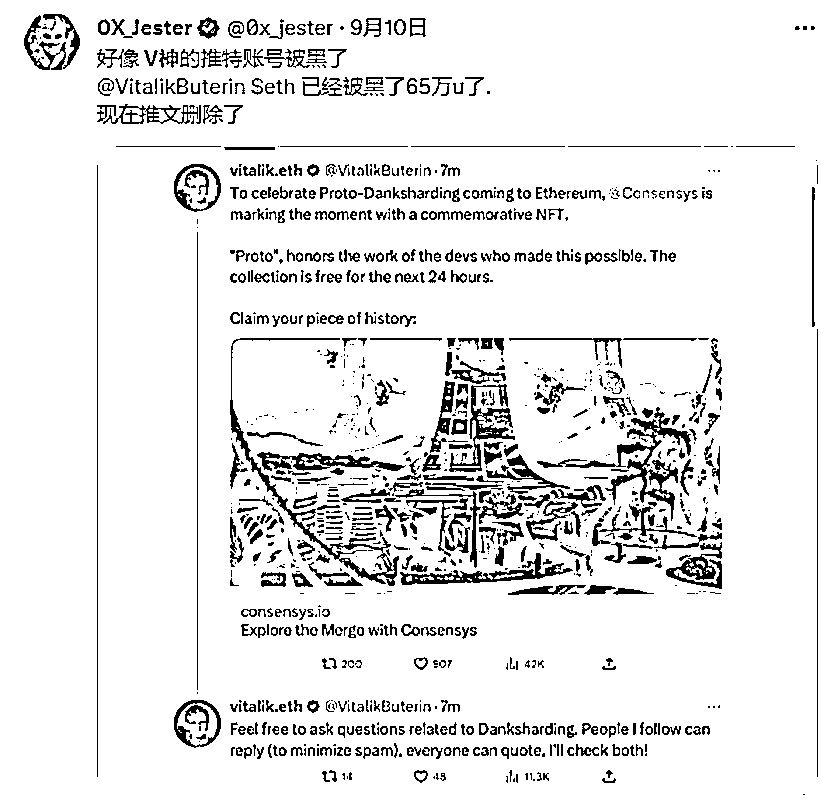 0X_Jester @0x_jester · 9月10日
好像 V神的推特账号被黑了
@VitalikButerin Seth 已经被黑了65万u了.
现在推文删除了
vitalik.eth @VitalikButerin · 7m
To celebrate Proto-Danksharding coming to Ethereum, @Consensys is
marking the moment with a commemorative NFT.
"Proto", honors the work of the devs who made this possible. The
collection is free for the next 24 hours.
Claim your piece of history:
consensys.io
Explore the Merge with Consensys
200 907 42K
vitalik.eth @VitalikButerin · 7m
Feel free to ask questions related to Danksharding. People I follow can
reply (to minimize spam), everyone can quote, I'll check both!
14 48 11.3K